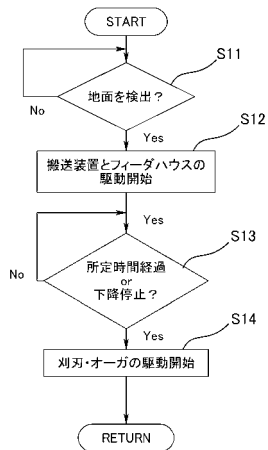 START
S11
地面を検出？
No
Yes
S12
搬送装置とフィーダハウスの
駆動開始
Yes
S13
所定時間経過
or
下降停止？
No
Yes
S14
刈刃・オーガの駆動開始
RETURN